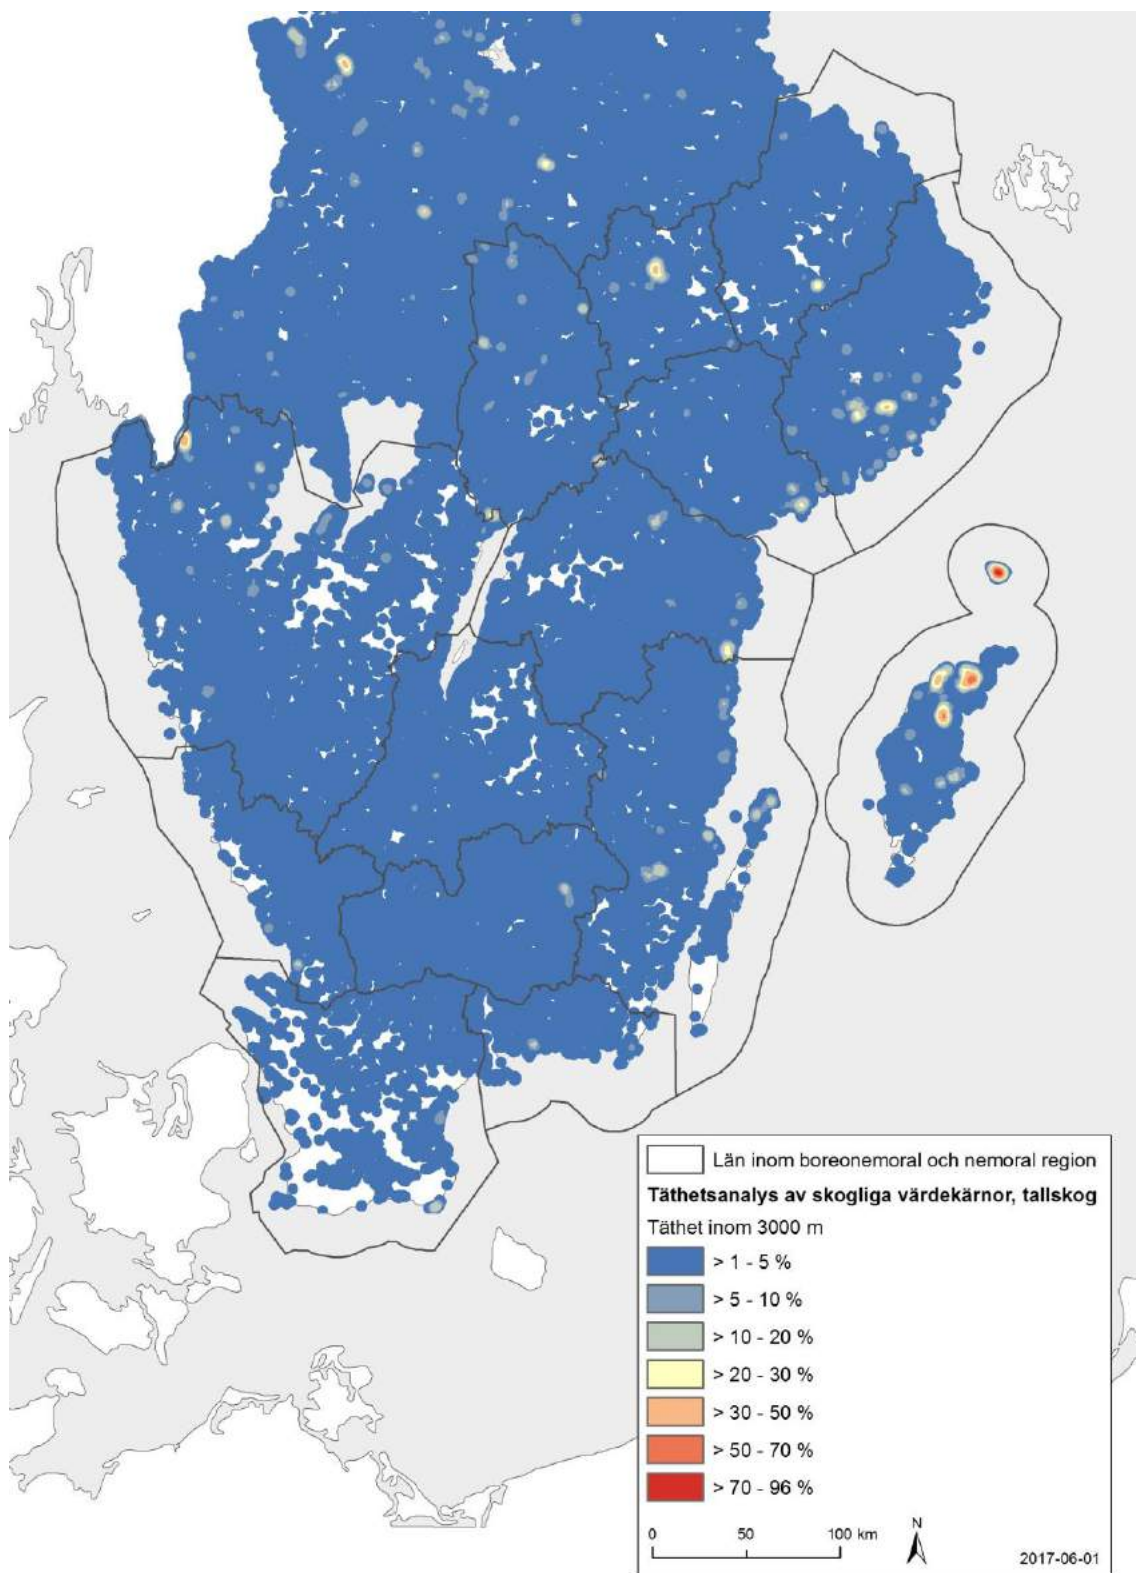 Län inom boreonemoral och nemoral region
Täthetsanalys av skogliga värdekärnor, tallskog
Täthet inom 3000 m
> 1 - 5 %
> 5 - 10 %
> 10 - 20 %
> 20 - 30 %
> 30 - 50 %
> 50 - 70 %
> 70 - 96 %
0 50 100 km
N
2017-06-01